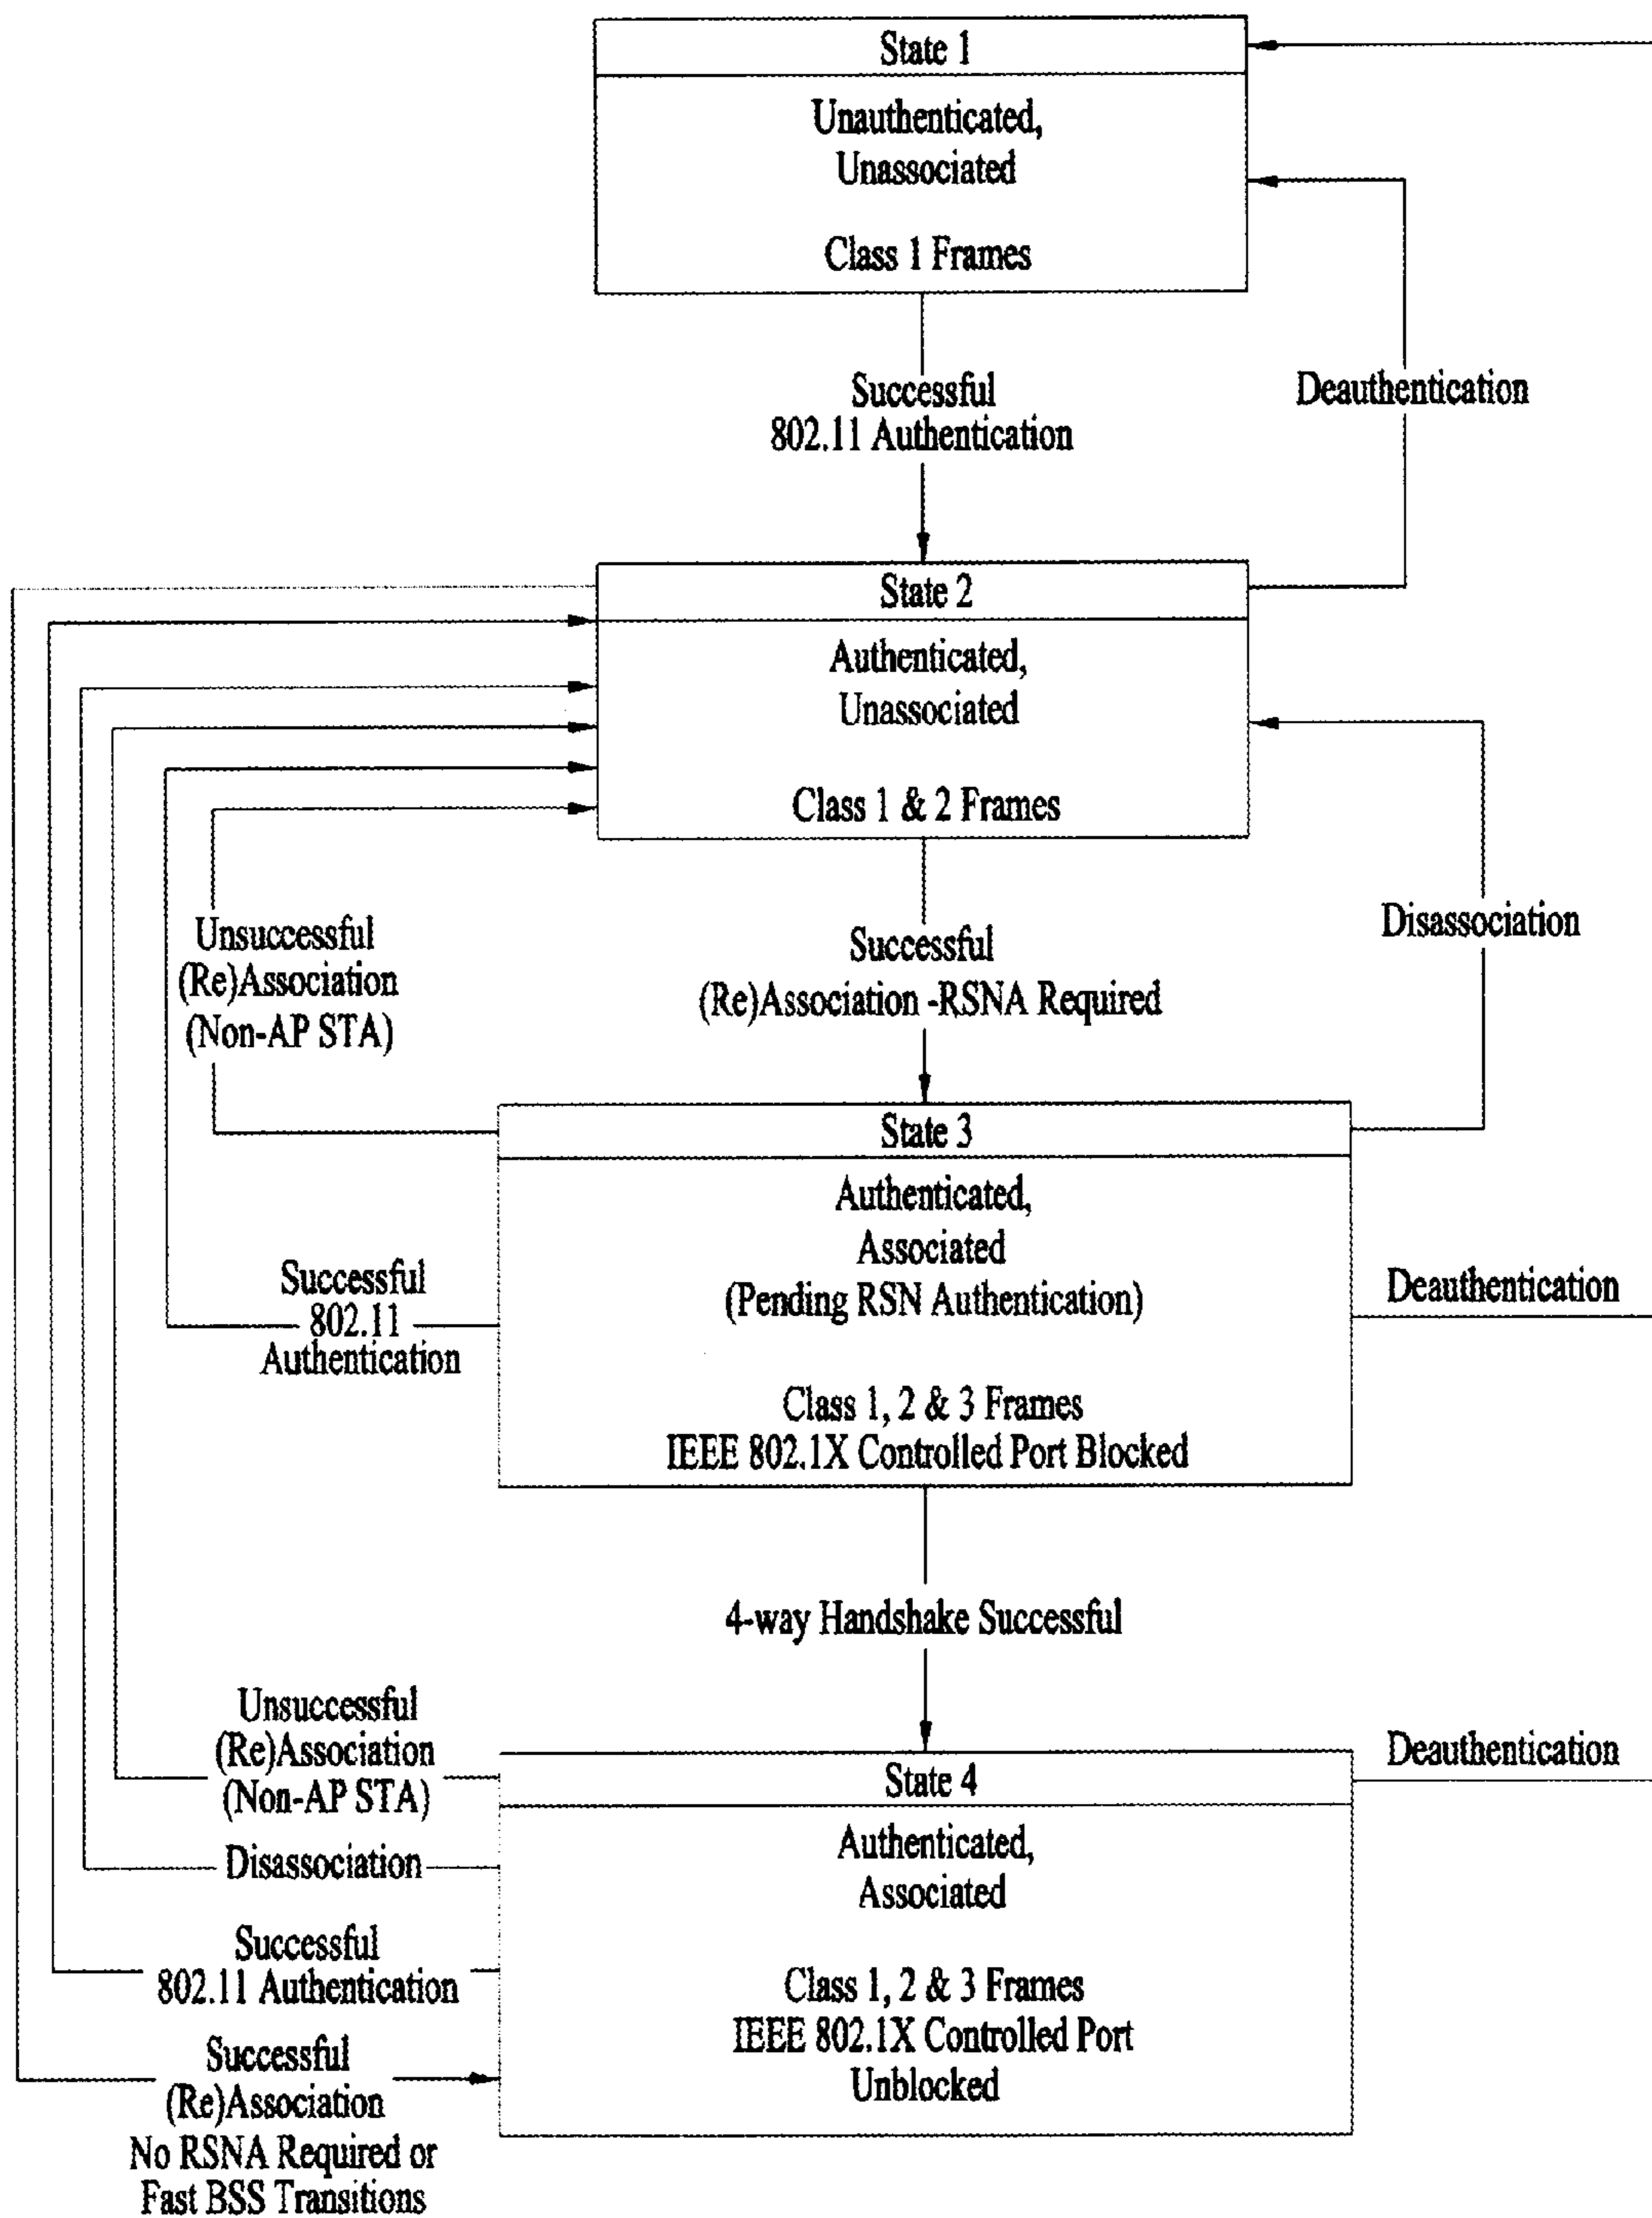 State 1
Unauthenticated,
Unassociated
Class 1 Frames
Successful
802.11 Authentication
Deauthentication
State 2
Authenticated,
Unassociated
Class 1 & 2 Frames
Unsuccessful
(Re)Association
(Non-AP STA)
Successful
(Re)Association -RSNA Required
Disassociation
State 3
Authenticated,
Associated
(Pending RSN Authentication)
Class 1, 2 & 3 Frames
IEEE 802.1X Controlled Port Blocked
Successful
802.11
Authentication
Deauthentication
4-way Handshake Successful
Unsuccessful
(Re)Association
(Non-AP STA)
Disassociation
Successful
802.11 Authentication
Successful
(Re)Association
No RSNA Required or
Fast BSS Transitions
State 4
Authenticated,
Associated
Class 1, 2 & 3 Frames
IEEE 802.1X Controlled Port
Unblocked
Deauthentication